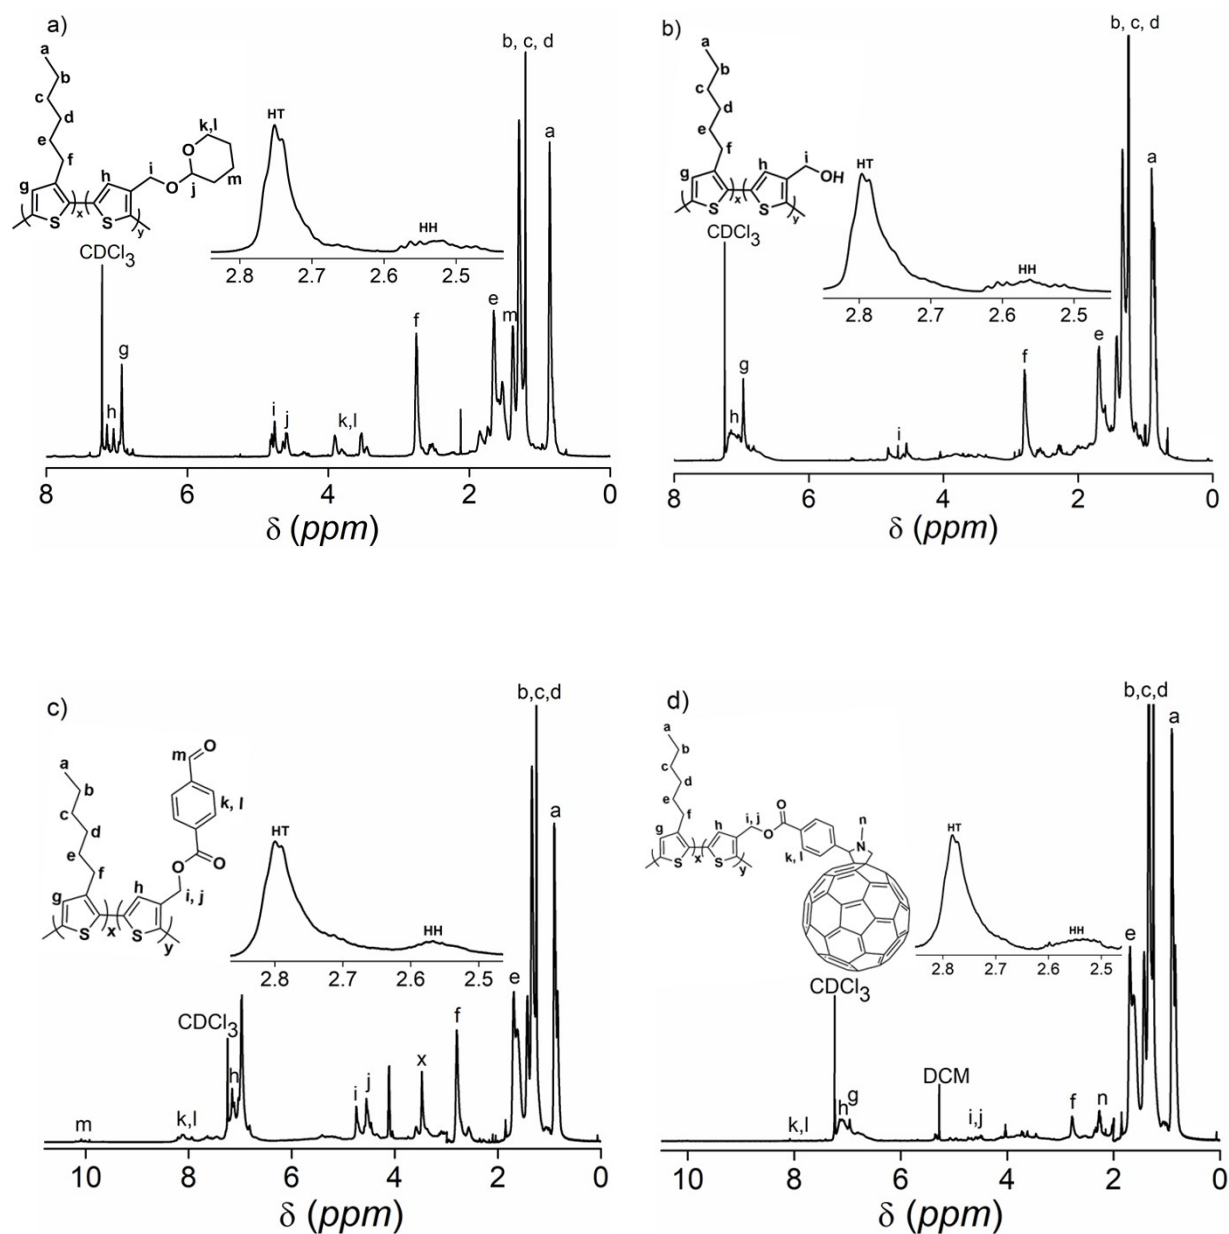 a)
b, c, d
a
b
c
d
e
f
k,l
O
i
g
h
O
j
m
S
x
S
y
HT
HH
2.8 2.7 2.6 2.5
CDCl3
g
h
i
j
k,l
f
e
m
a
8 6 4 2 0
δ (ppm)
b)
b, c, d
a
b
c
d
e
f
h
i
g
OH
S
x
S
y
HT
HH
2.8 2.7 2.6 2.5
CDCl3
g
h
i
f
e
a
8 6 4 2 0
δ (ppm)
c)
b,c,d
m
O
k, l
a
b
c
d
e
f
O
O
g
h
i, j
S
x
S
y
HT
HH
2.8 2.7 2.6 2.5
CDCl3
m
k,l
h
i
j
x
f
e
a
10 8 6 4 2 0
δ (ppm)
d)
b,c,d
a
b
c
d
e
f
g
h
i, j
O
O
k, l
n
N
S
x
S
y
HT
HH
2.8 2.7 2.6 2.5
CDCl3
DCM
k,l
h
g
i,j
f
n
e
a
10 8 6 4 2 0
δ (ppm)